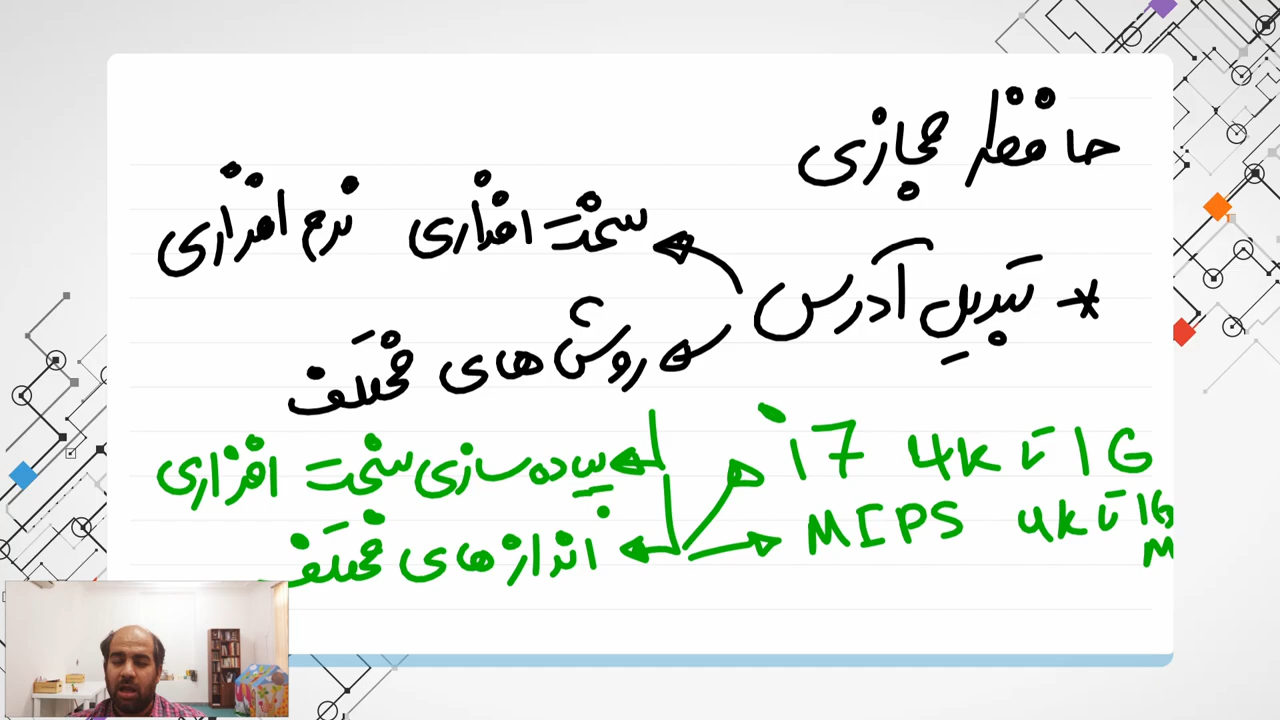 حافظه مجازی
سخت افزاری نرم افزاری
* تبدیل آدرس
روش های مختلف
پیاده سازی سخت افزاری
i7 4k تا 1G
اندازه های مختلف
MIPS 4k تا 1G
M